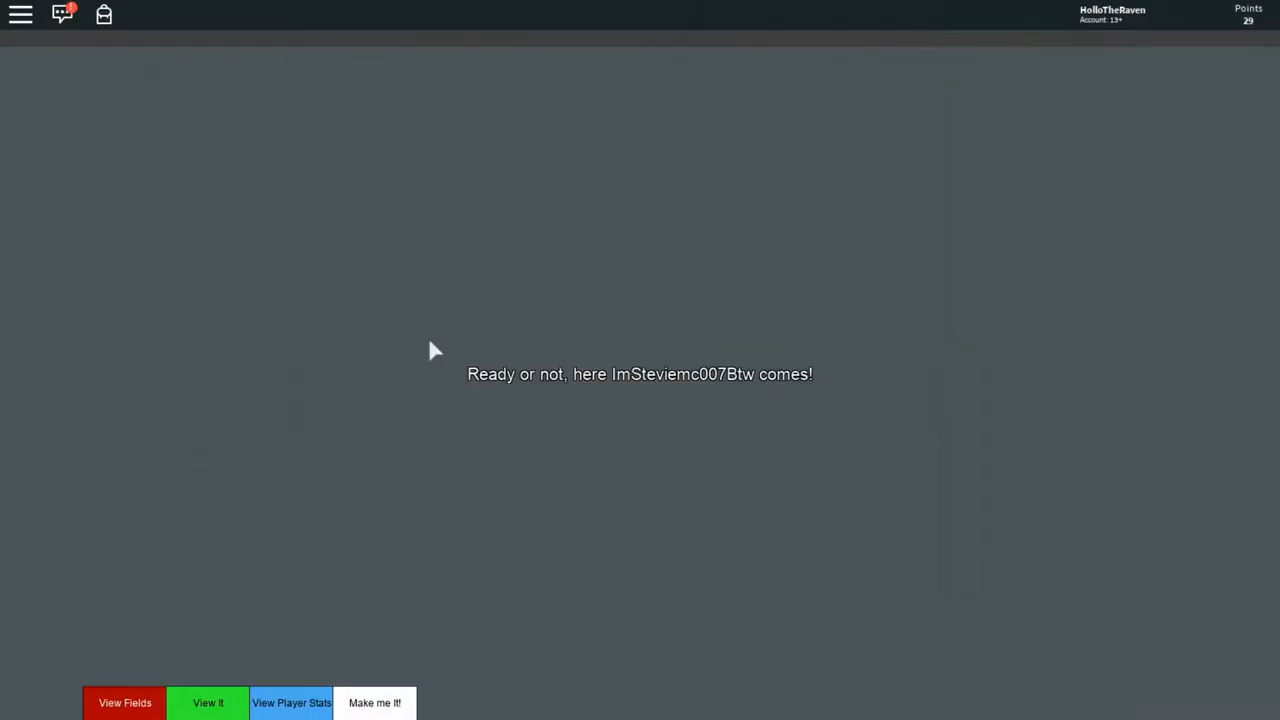 HolloTheRaven
Account: 13+
Points
29
!
Ready or not, here ImSteviemc007Btw comes!
View Fields
View It
View Player Stats
Make me It!